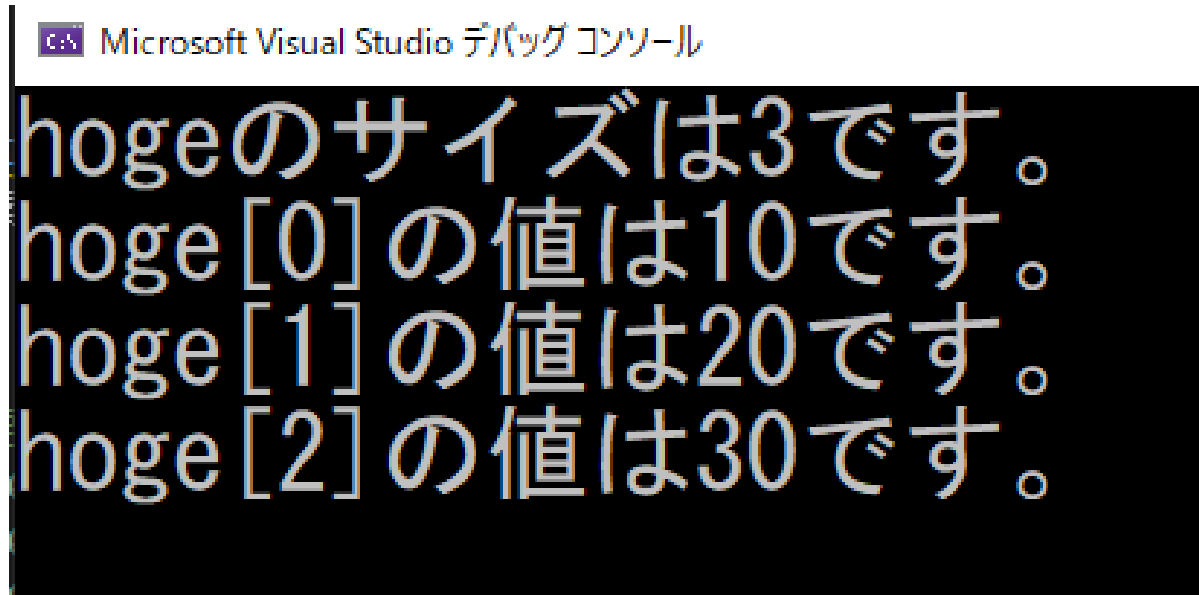 C:\ Microsoft Visual Studio デバッグ コンソール
hogeのサイズは3です。
hoge[0]の値は10です。
hoge[1]の値は20です。
hoge[2]の値は30です。